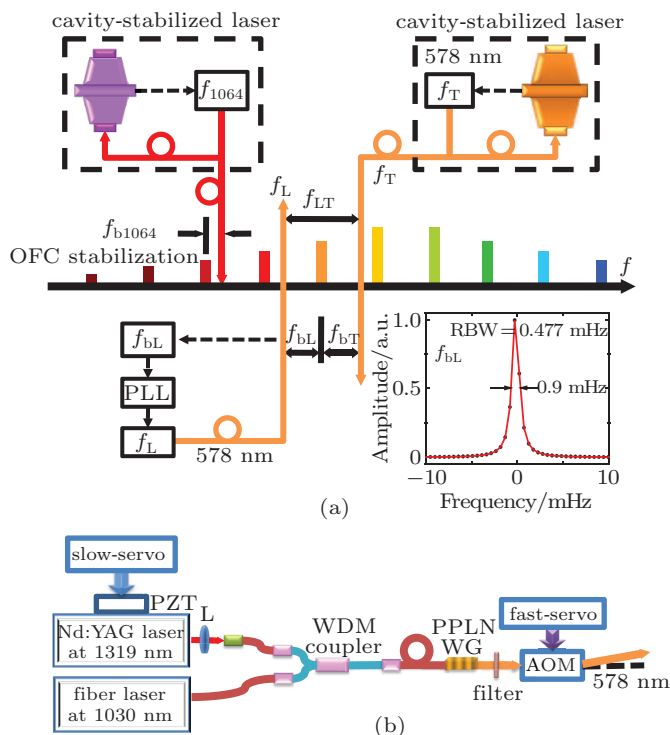 cavity-stabilized laser
cavity-stabilized laser
578 nm
f1064
fT
fL
fLT
fT
fb1064
OFC stabilization
f
fbL
fbL
fbT
PLL
fL
578 nm
1.0
RBW = 0.477 mHz
fbL
0.5
0.9 mHz
0
Amplitude/a.u.
−10
0
10
Frequency/mHz
(a)
slow-servo
PZT
L
Nd:YAG laser
at 1319 nm
WDM
coupler
PPLN
WG
fast-servo
AOM
filter
578 nm
fiber laser
at 1030 nm
(b)